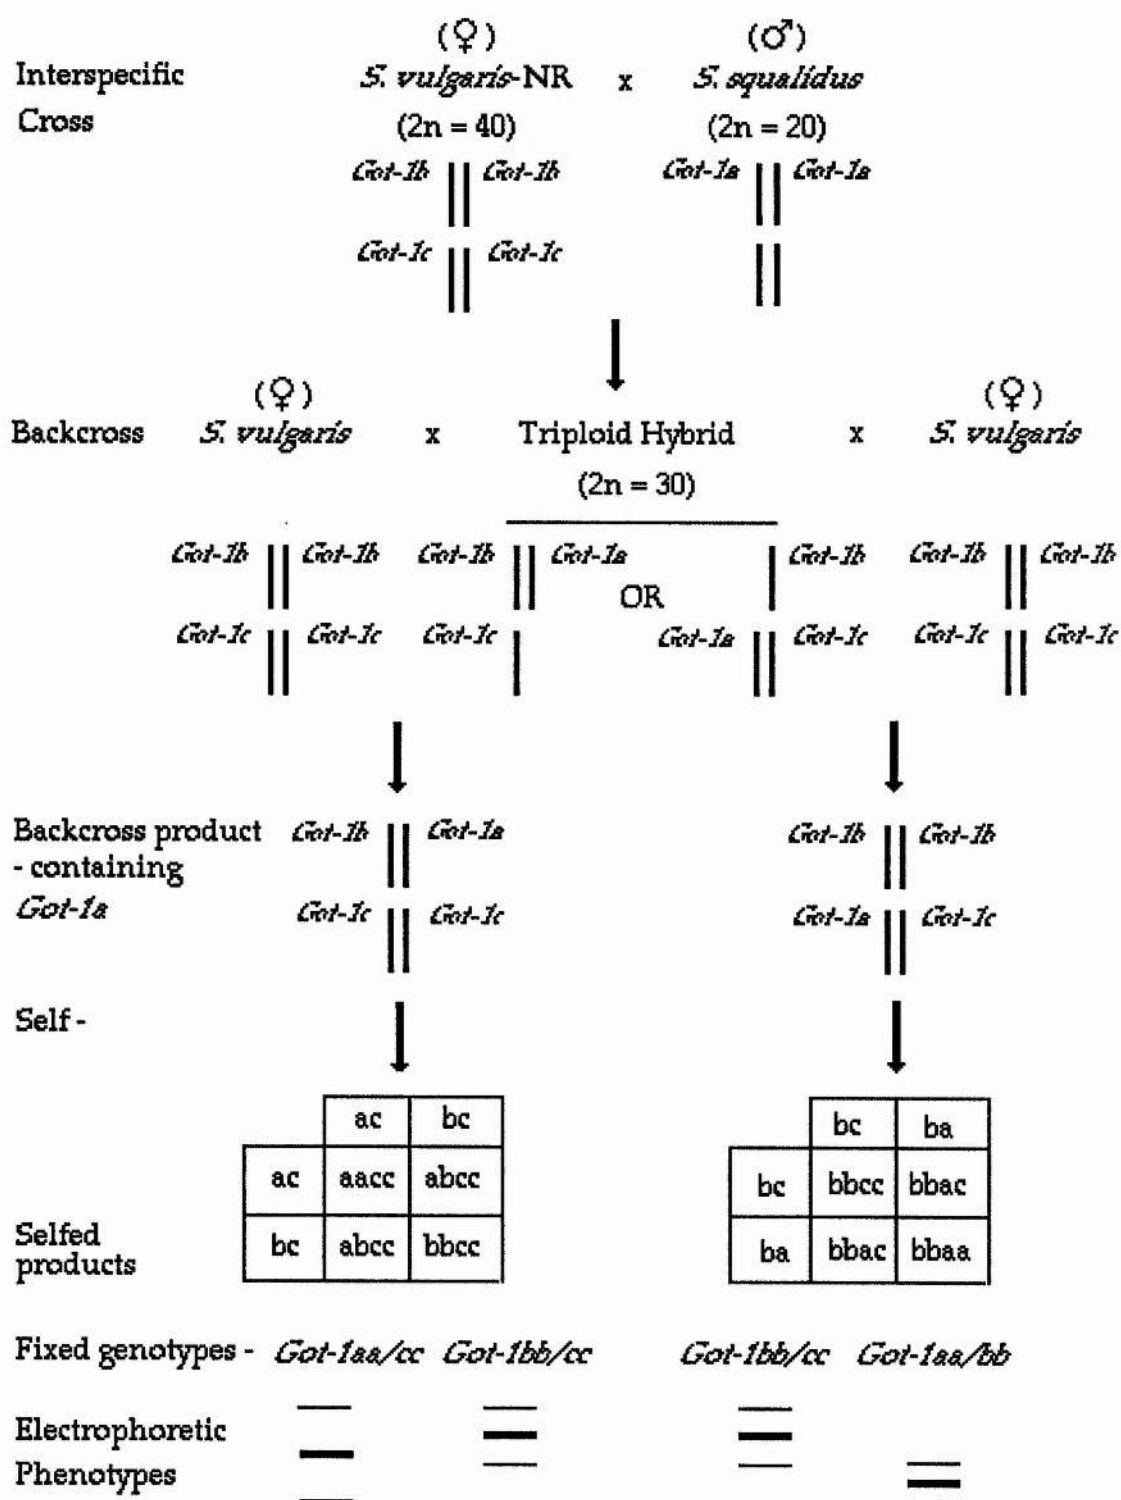 (♀) (♂)
Interspecific S. vulgaris-NR x S. squalidus
Cross (2n = 40) (2n = 20)
Got-1b Got-1b Got-1a Got-1a
Got-1c Got-1c
(♀) (♀)
Backcross S. vulgaris x Triploid Hybrid x S. vulgaris
(2n = 30)
Got-1b Got-1b Got-1b Got-1a Got-1b Got-1b Got-1b
OR
Got-1c Got-1c Got-1c Got-1a Got-1c Got-1c Got-1c
Backcross product Got-1b Got-1a Got-1b Got-1b
- containing
Got-1a Got-1c Got-1c Got-1a Got-1c
Self -
ac bc bc ba
ac aacc abcc bc bbcc bbac
Selfed bc abcc bbcc ba bbac bbaa
products
Fixed genotypes - Got-1aa/cc Got-1bb/cc Got-1bb/cc Got-1aa/bb
Electrophoretic
Phenotypes